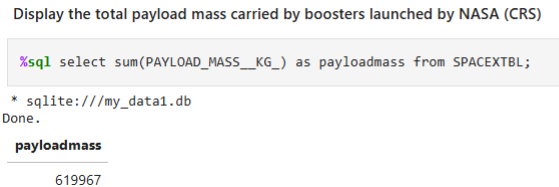 Display the total payload mass carried by boosters launched by NASA (CRS)
%sql select sum(PAYLOAD_MASS__KG_) as payloadmass from SPACEXTBL;
* sqlite:///my_data1.db
Done.
payloadmass
619967